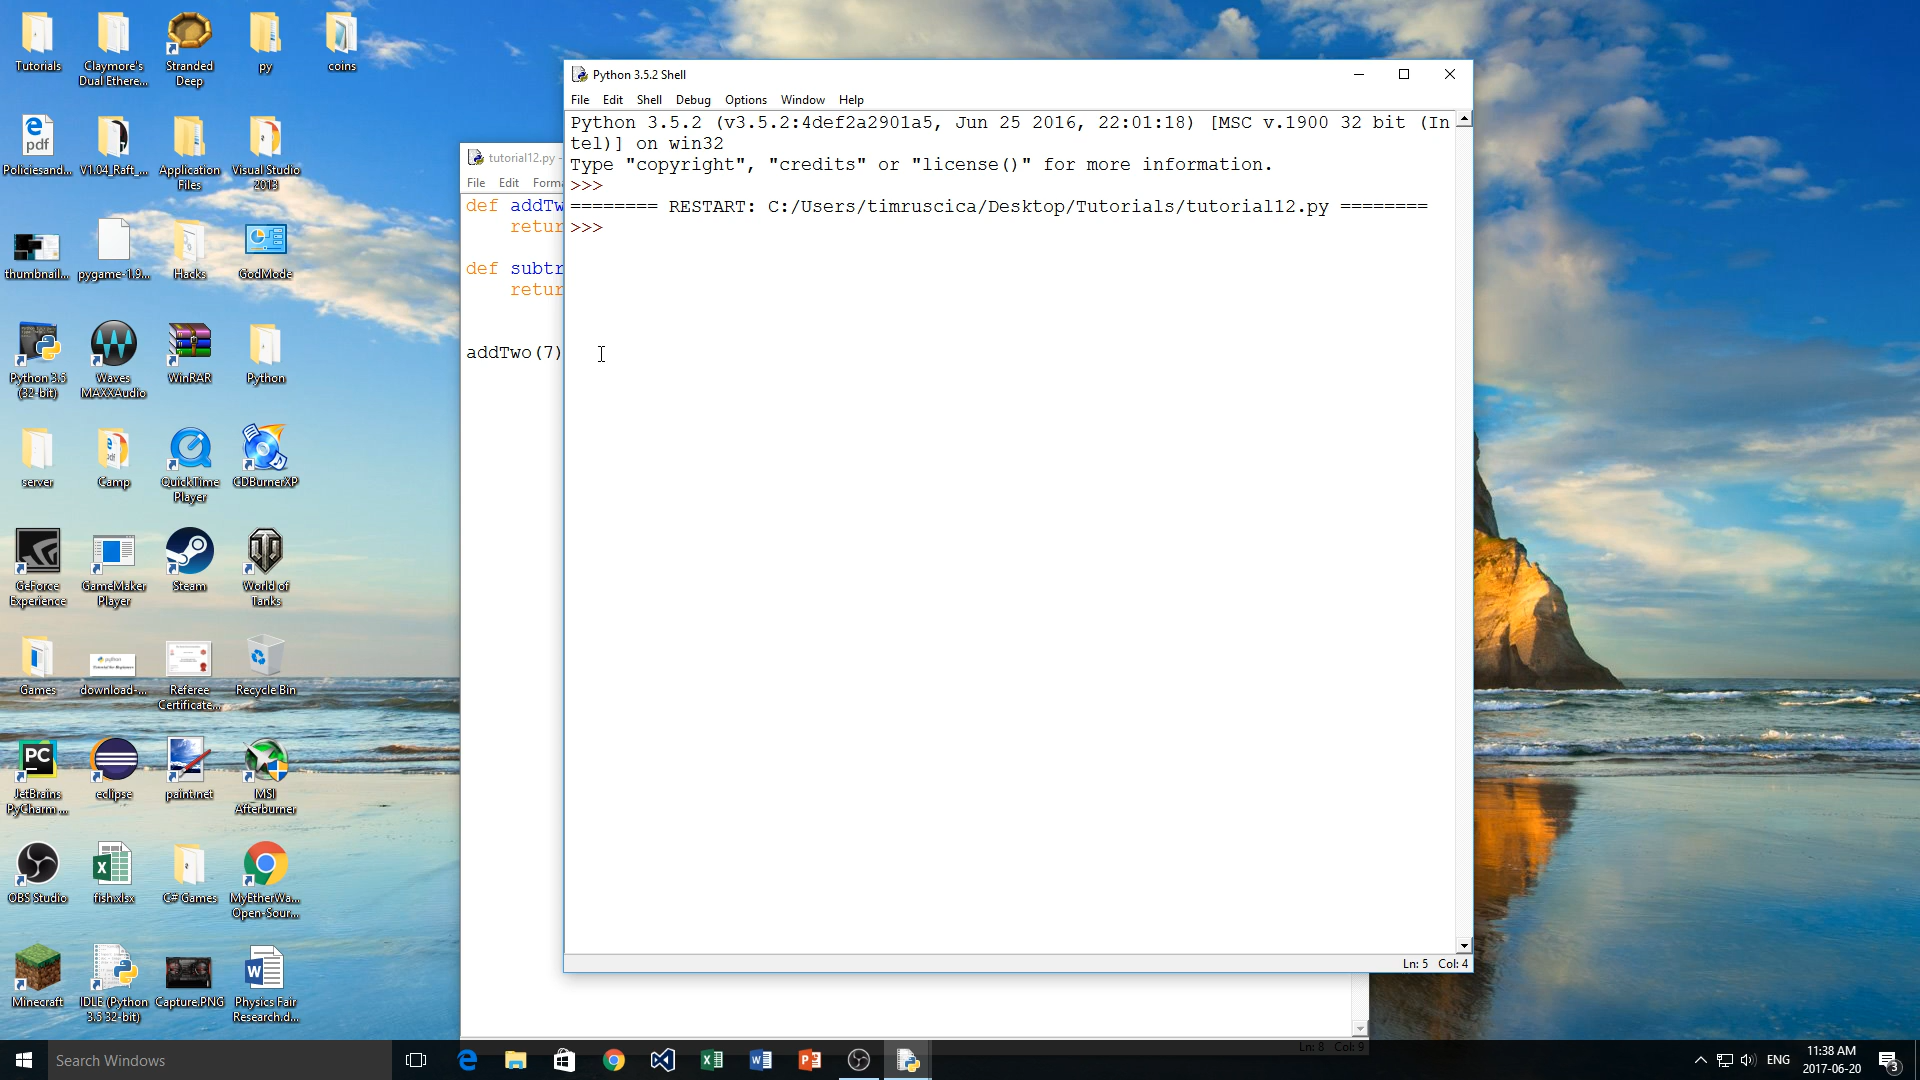 Tutorials
Claymore's
Dual Ethere...
Stranded
Deep
py
coins
Policiesand...
V1.04_Raft_...
Application
Files
Visual Studio
2013
thumbnail...
pygame-1.9...
Hacks
GodMode
Python 3.5
(32-bit)
Waves
MAXXAudio
WinRAR
Python
server
Camp
QuickTime
Player
CDBurnerXP
GeForce
Experience
GameMaker
Player
Steam
World of
Tanks
Games
download-...
Referee
Certificate...
Recycle Bin
JetBrains
PyCharm ...
eclipse
paint.net
MSI
Afterburner
OBS Studio
fish.xlsx
C# Games
MyEtherWa...
Open-Sour...
Minecraft
IDLE (Python
3.5 32-bit)
Capture.PNG
Physics Fair
Research.d...
tutorial12.py -
File Edit Forma
def addTw
retur
def subtr
retur
addTwo(7)
Ln: 8 Col: 9
Python 3.5.2 Shell
File Edit Shell Debug Options Window Help
Python 3.5.2 (v3.5.2:4def2a2901a5, Jun 25 2016, 22:01:18) [MSC v.1900 32 bit (In
tel)] on win32
Type "copyright", "credits" or "license()" for more information.
>>>
======== RESTART: C:/Users/timruscica/Desktop/Tutorials/tutorial12.py ========
>>>
Ln: 5 Col: 4
Search Windows
ENG
11:38 AM
2017-06-20
3